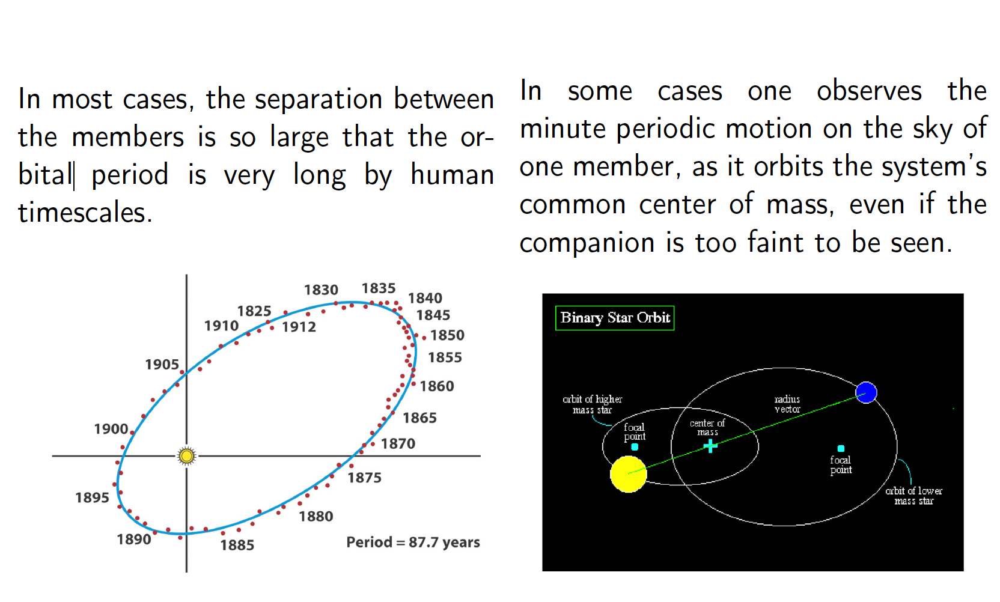 In most cases, the separation between
the members is so large that the or-
bital period is very long by human
timescales.
In some cases one observes the
minute periodic motion on the sky of
one member, as it orbits the system's
common center of mass, even if the
companion is too faint to be seen.
1830
1835
1840
1825
1845
1910
1912
1850
1855
1905
1860
1865
1900
1870
1875
1895
1880
1890
1885
Period = 87.7 years
Binary Star Orbit
orbit of higher
mass star
radius
vector
center of
mass
focal
point
focal
point
orbit of lower
mass star